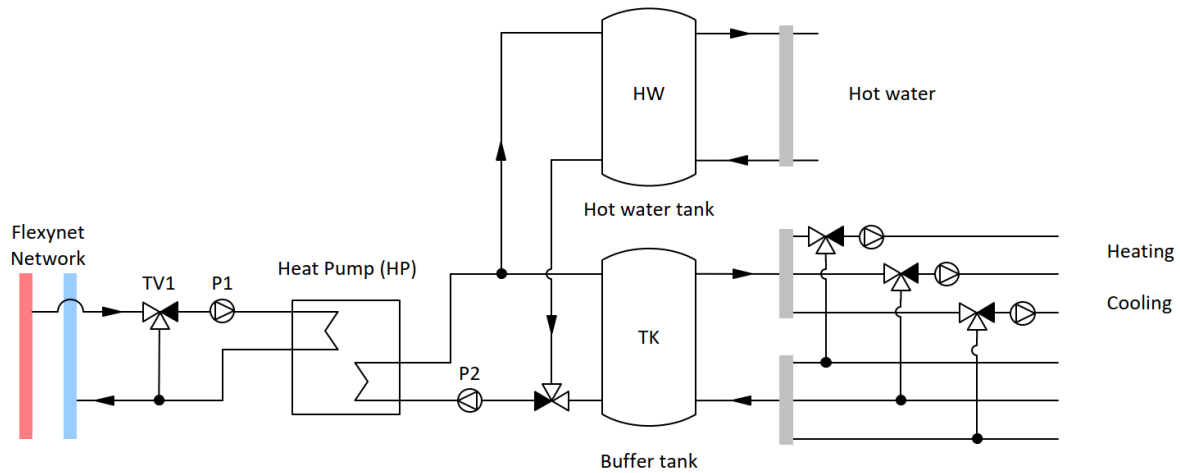 HW
Hot water
Hot water tank
Flexynet
Network
TV1
P1
Heat Pump (HP)
P2
TK
Heating
Cooling
Buffer tank